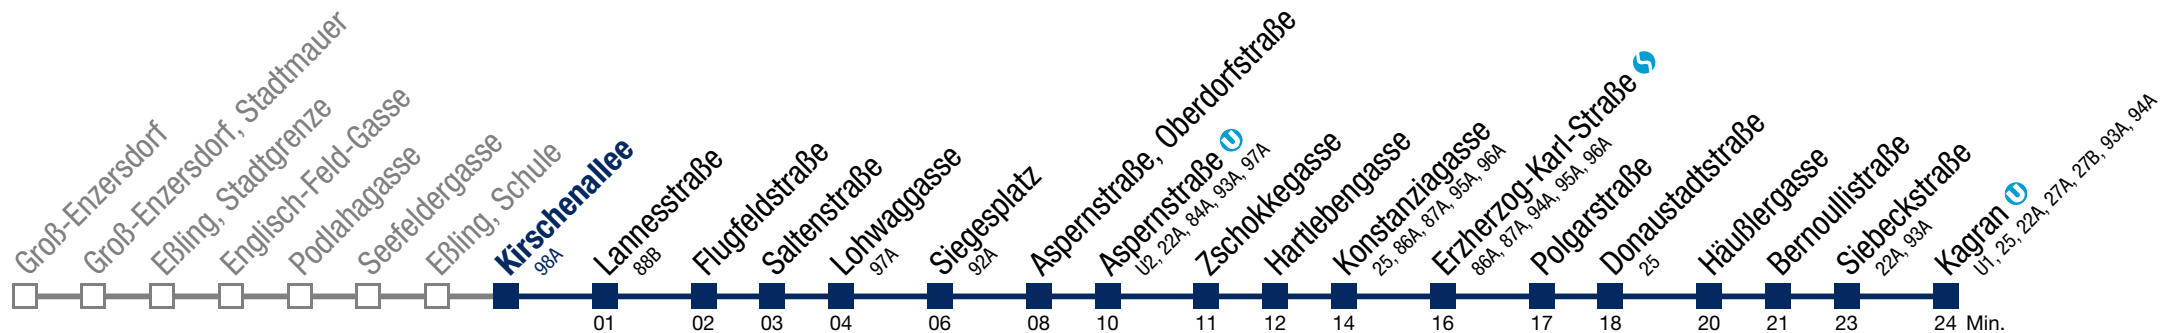 Groß-Enzersdorf
Groß-Enzersdorf, Stadtmauer
Eßling, Stadtgrenze
Englisch-Feld-Gasse
Podlahagasse
Seefeldergasse
Eßling, Schule
Kirschenallee
98A
Lannesstraße
88B
Flugfeldstraße
Saltenstraße
Lohwaggasse
97A
Siegesplatz
92A
Aspernstraße, Oberdorfstraße
Aspernstraße U
U2, 22A, 84A, 93A, 97A
Zschokkegasse
Hartlebengasse
Konstanziagasse
25, 86A, 87A, 95A, 96A
Erzherzog-Karl-Straße S
86A, 87A, 94A, 95A, 96A
Polgarstraße
Donaustadtstraße
25
Häußlergasse
Bernoullistraße
Siebeckstraße
22A, 93A
Kagran U
U1, 25, 22A, 27A, 27B, 93A, 94A
01 02 03 04 06 08 10 11 12 14 16 17 18 20 21 23 24 Min.